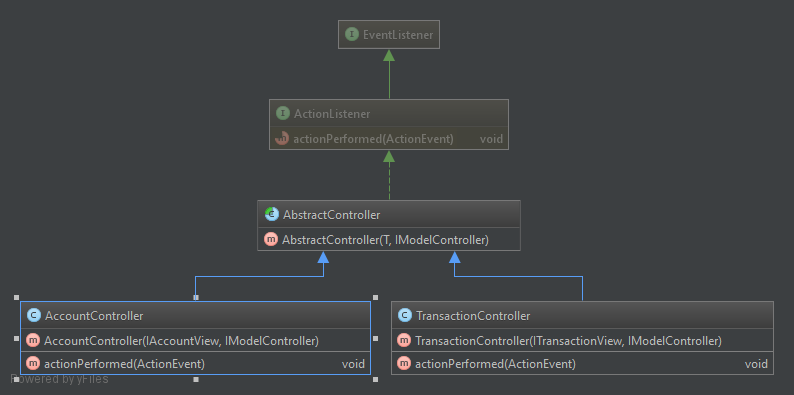 I EventListener
I ActionListener
m actionPerformed(ActionEvent) void
C AbstractController
m AbstractController(T, IModelController)
C AccountController
m AccountController(IAccountView, IModelController)
m actionPerformed(ActionEvent) void
C TransactionController
m TransactionController(ITransactionView, IModelController)
m actionPerformed(ActionEvent) void
Powered by yFiles